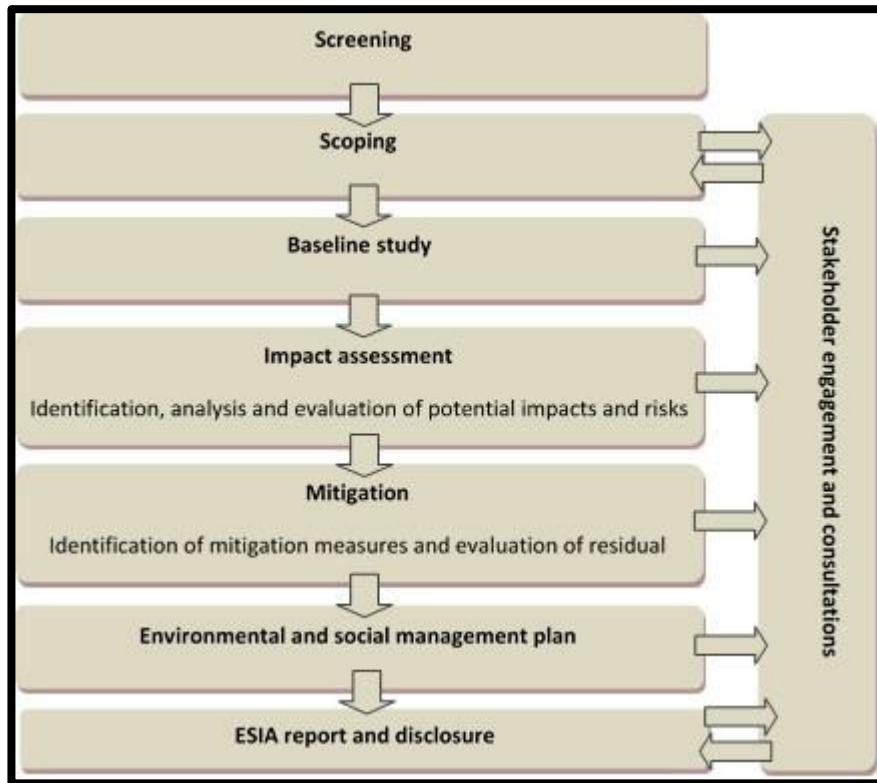 Screening
Scoping
Baseline study
Impact assessment
Identification, analysis and evaluation of potential impacts and risks
Mitigation
Identification of mitigation measures and evaluation of residual
Environmental and social management plan
ESIA report and disclosure
Stakeholder engagement and consultations